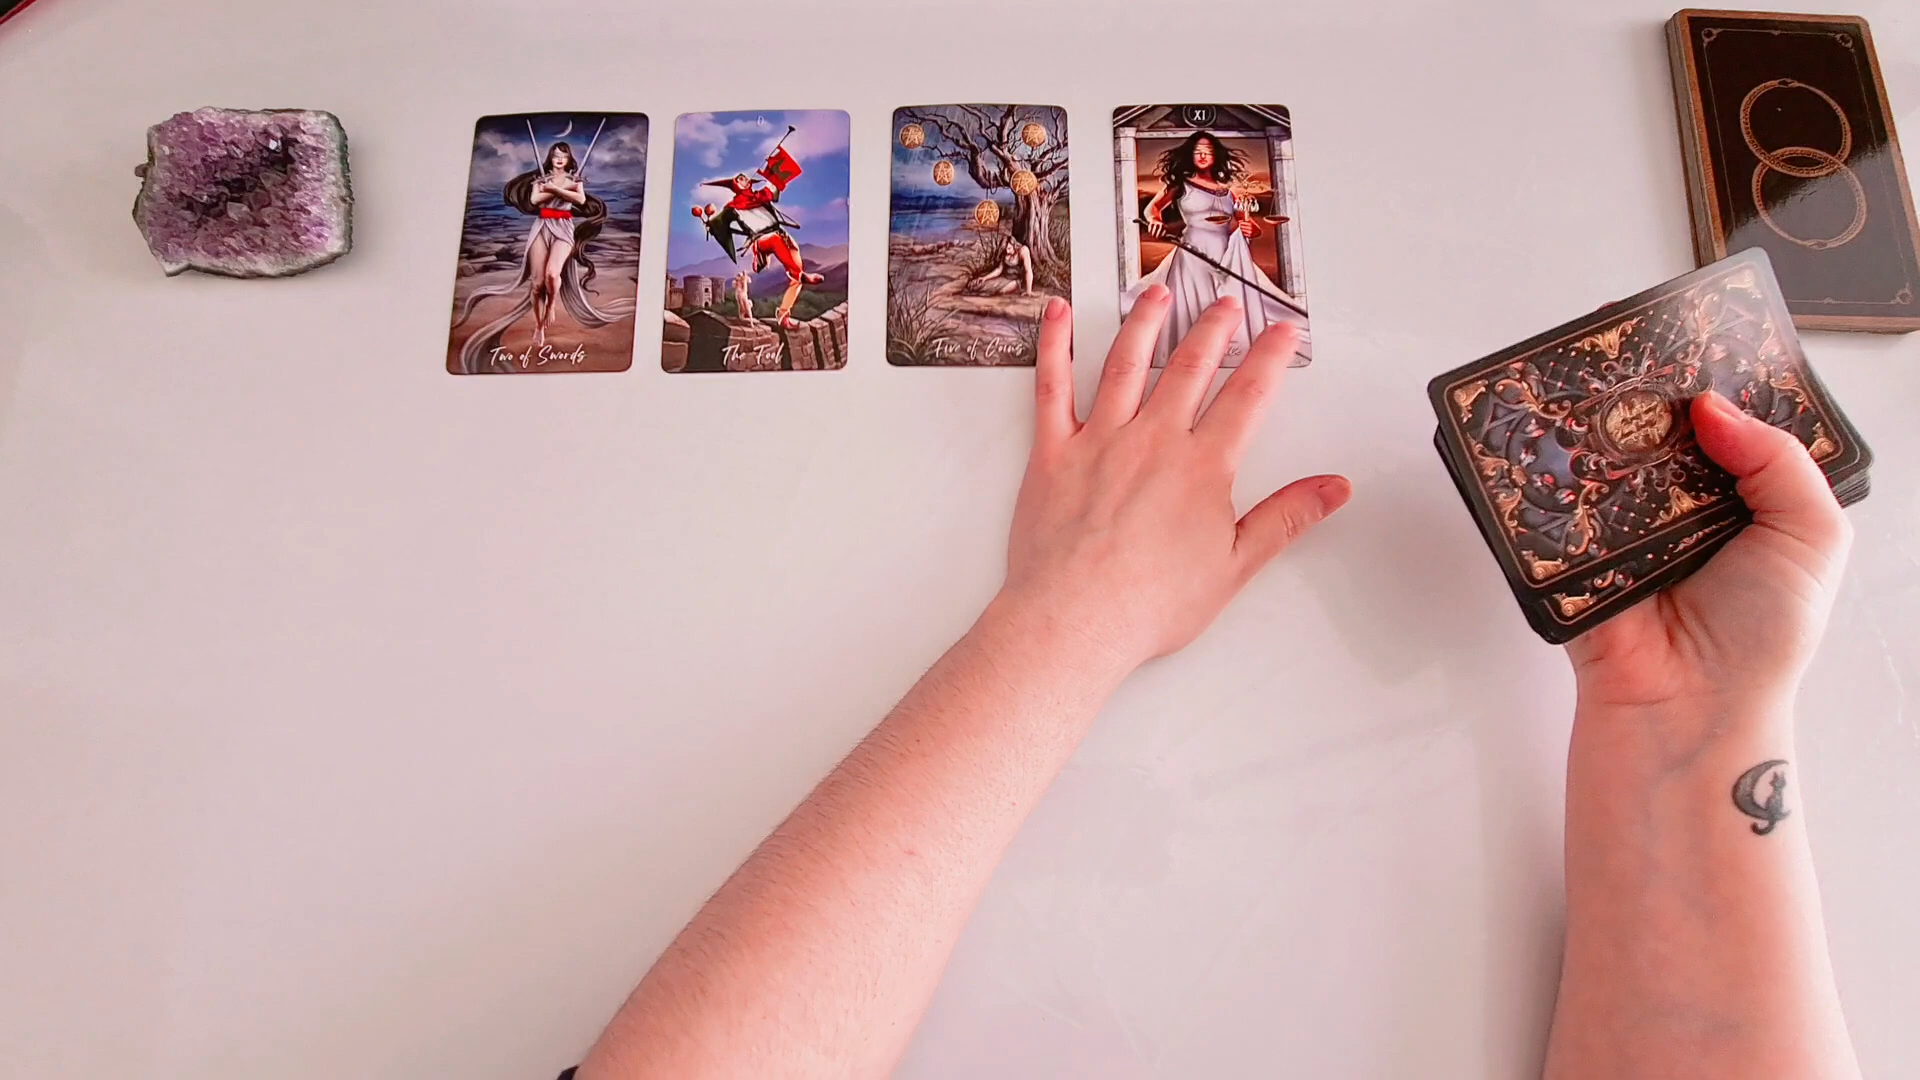 Two of Swords
0
The Fool
Five of Coins
XI